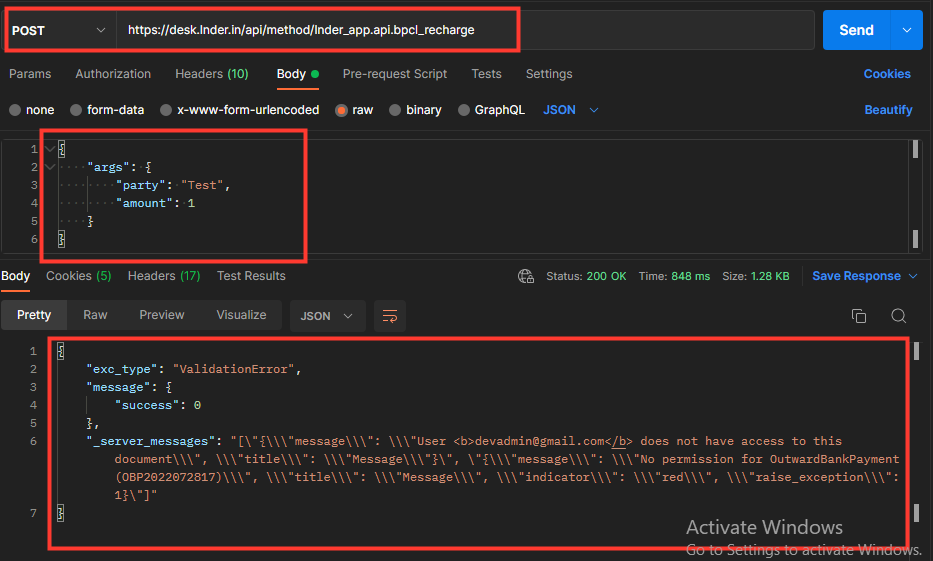 POST https://desk.lnder.in/api/method/lnder_app.api.bpcl_recharge Send
Params Authorization Headers (10) Body Pre-request Script Tests Settings Cookies
none form-data x-www-form-urlencoded raw binary GraphQL JSON Beautify
1 {
2 "args": {
3 "party": "Test",
4 "amount": 1
5 }
6 }
Body Cookies (5) Headers (17) Test Results Status: 200 OK Time: 848 ms Size: 1.28 KB Save Response
Pretty Raw Preview Visualize JSON
1 {
2 "exc_type": "ValidationError",
3 "message": {
4 "success": 0
5 },
6 "_server_messages": "[\"{\\\"message\\\": \\\"User <b>devadmin@gmail.com</b> does not have access to this
document\\\", \\\"title\\\": \\\"Message\\\"}\", \"{\\\"message\\\": \\\"No permission for OutwardBankPayment
(OBP2022072817)\\\", \\\"title\\\": \\\"Message\\\", \\\"indicator\\\": \\\"red\\\", \\\"raise_exception\\\":
1}\"]"
7 }
Activate Windows
Go to Settings to activate Windows.